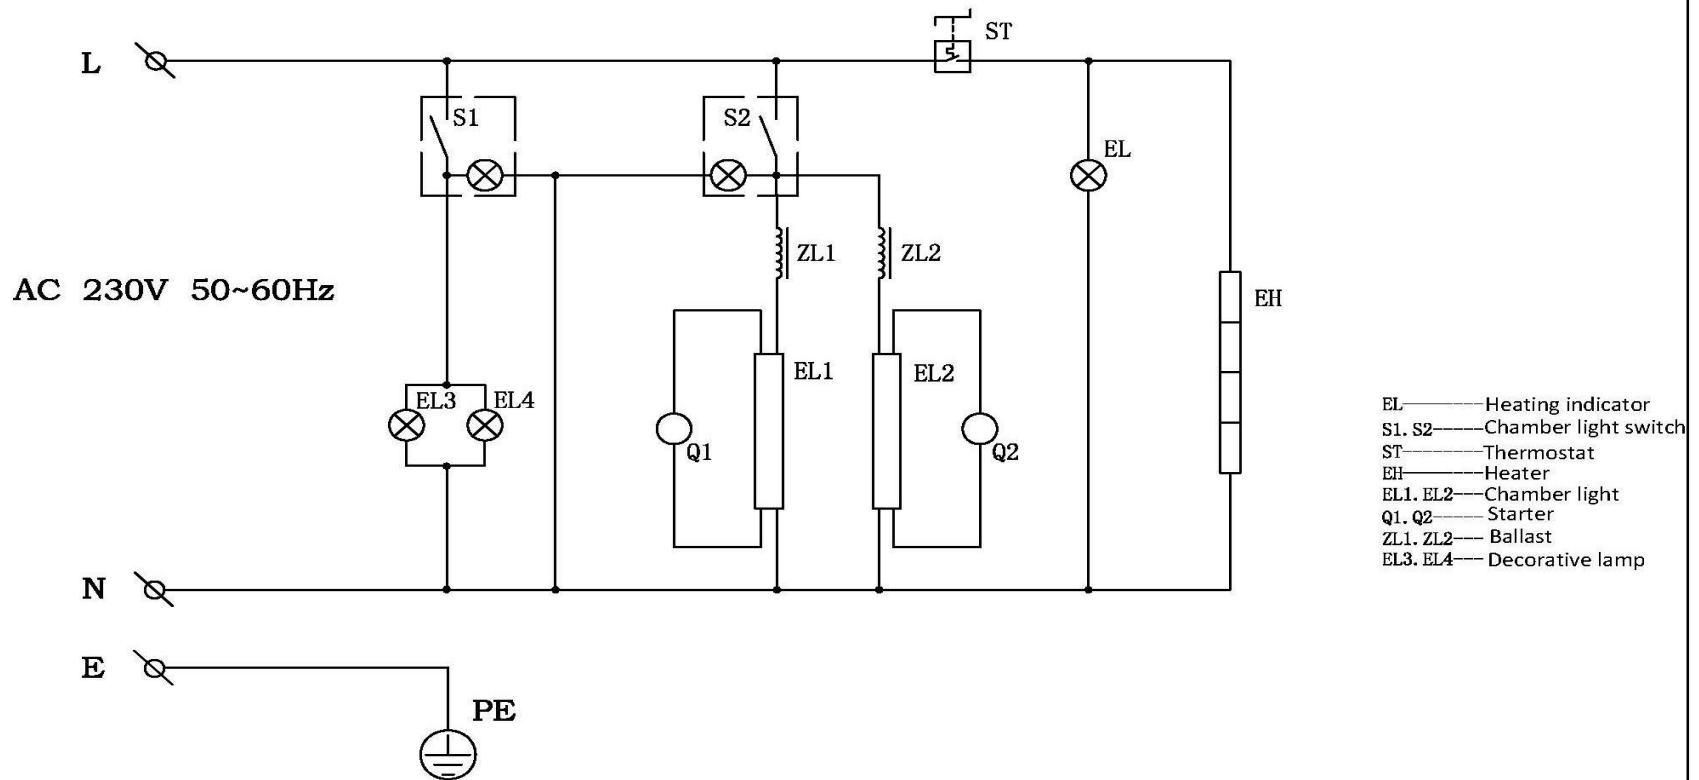 L
ST
S1
S2
EL
ZL1
ZL2
AC 230V 50~60Hz
EH
EL1
EL2
EL3
EL4
Q1
Q2
EL--------Heating indicator
S1. S2-----Chamber light switch
ST--------Thermostat
EH--------Heater
EL1. EL2---Chamber light
Q1. Q2-----Starter
ZL1. ZL2---Ballast
EL3. EL4---Decorative lamp
N
E
PE